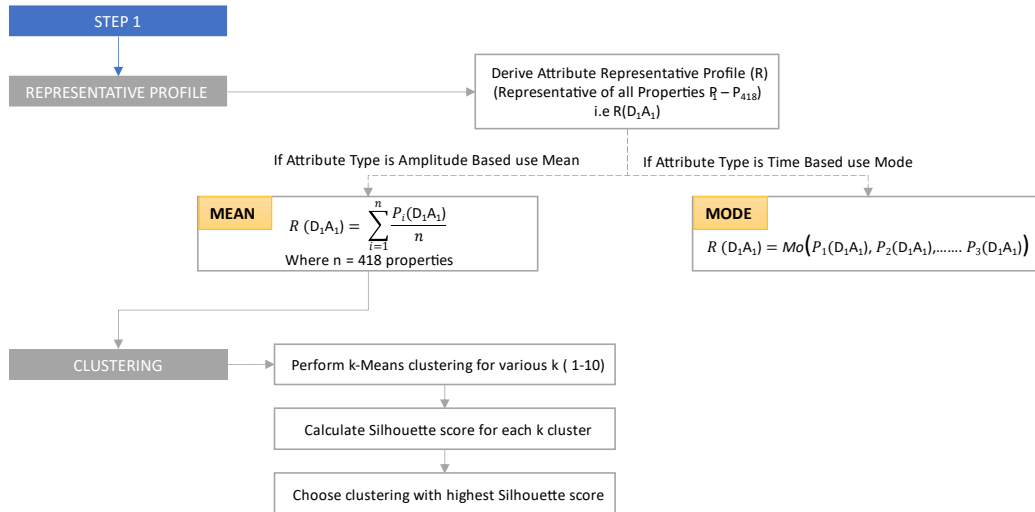 STEP 1
REPRESENTATIVE PROFILE
Derive Attribute Representative Profile (R)
(Representative of all Properties P₁ – P₄₁₈)
i.e R(D₁A₁)
If Attribute Type is Amplitude Based use Mean
If Attribute Type is Time Based use Mode
MEAN
R (D₁A₁) = ∑ᵢ₌₁ⁿ Pᵢ(D₁A₁)/n
Where n = 418 properties
MODE
R (D₁A₁) = Mo(P₁(D₁A₁), P₂(D₁A₁),……. P₃(D₁A₁))
CLUSTERING
Perform k-Means clustering for various k ( 1-10)
Calculate Silhouette score for each k cluster
Choose clustering with highest Silhouette score